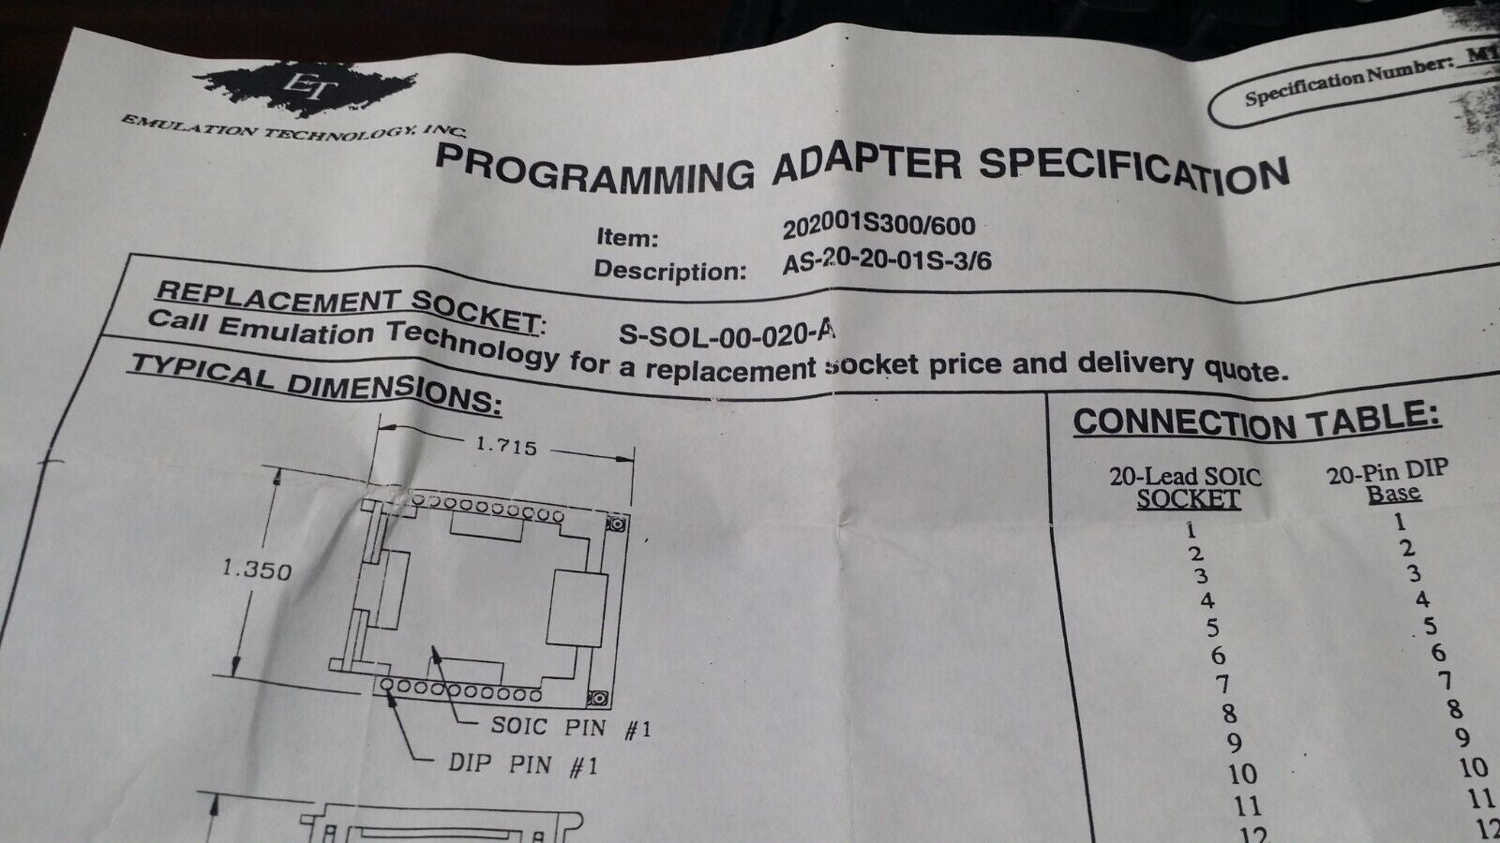 ET
EMULATION TECHNOLOGY, INC.
Specification Number:
PROGRAMMING ADAPTER SPECIFICATION
Item: 202001S300/600
Description: AS-20-20-01S-3/6
REPLACEMENT SOCKET: S-SOL-00-020-A
Call Emulation Technology for a replacement socket price and delivery quote.
TYPICAL DIMENSIONS:
1.715
1.350
SOIC PIN #1
DIP PIN #1
CONNECTION TABLE:
20-Lead SOIC 20-Pin DIP
SOCKET Base
1 1
2 2
3 3
4 4
5 5
6 6
7 7
8 8
9 9
10 10
11 11
12 12